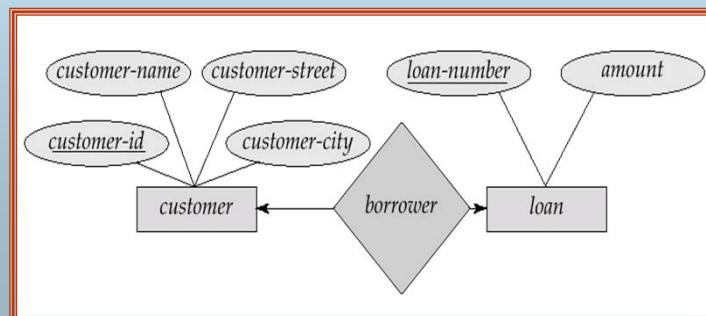 customer-name customer-street loan-number amount
customer-id customer-city
customer borrower loan